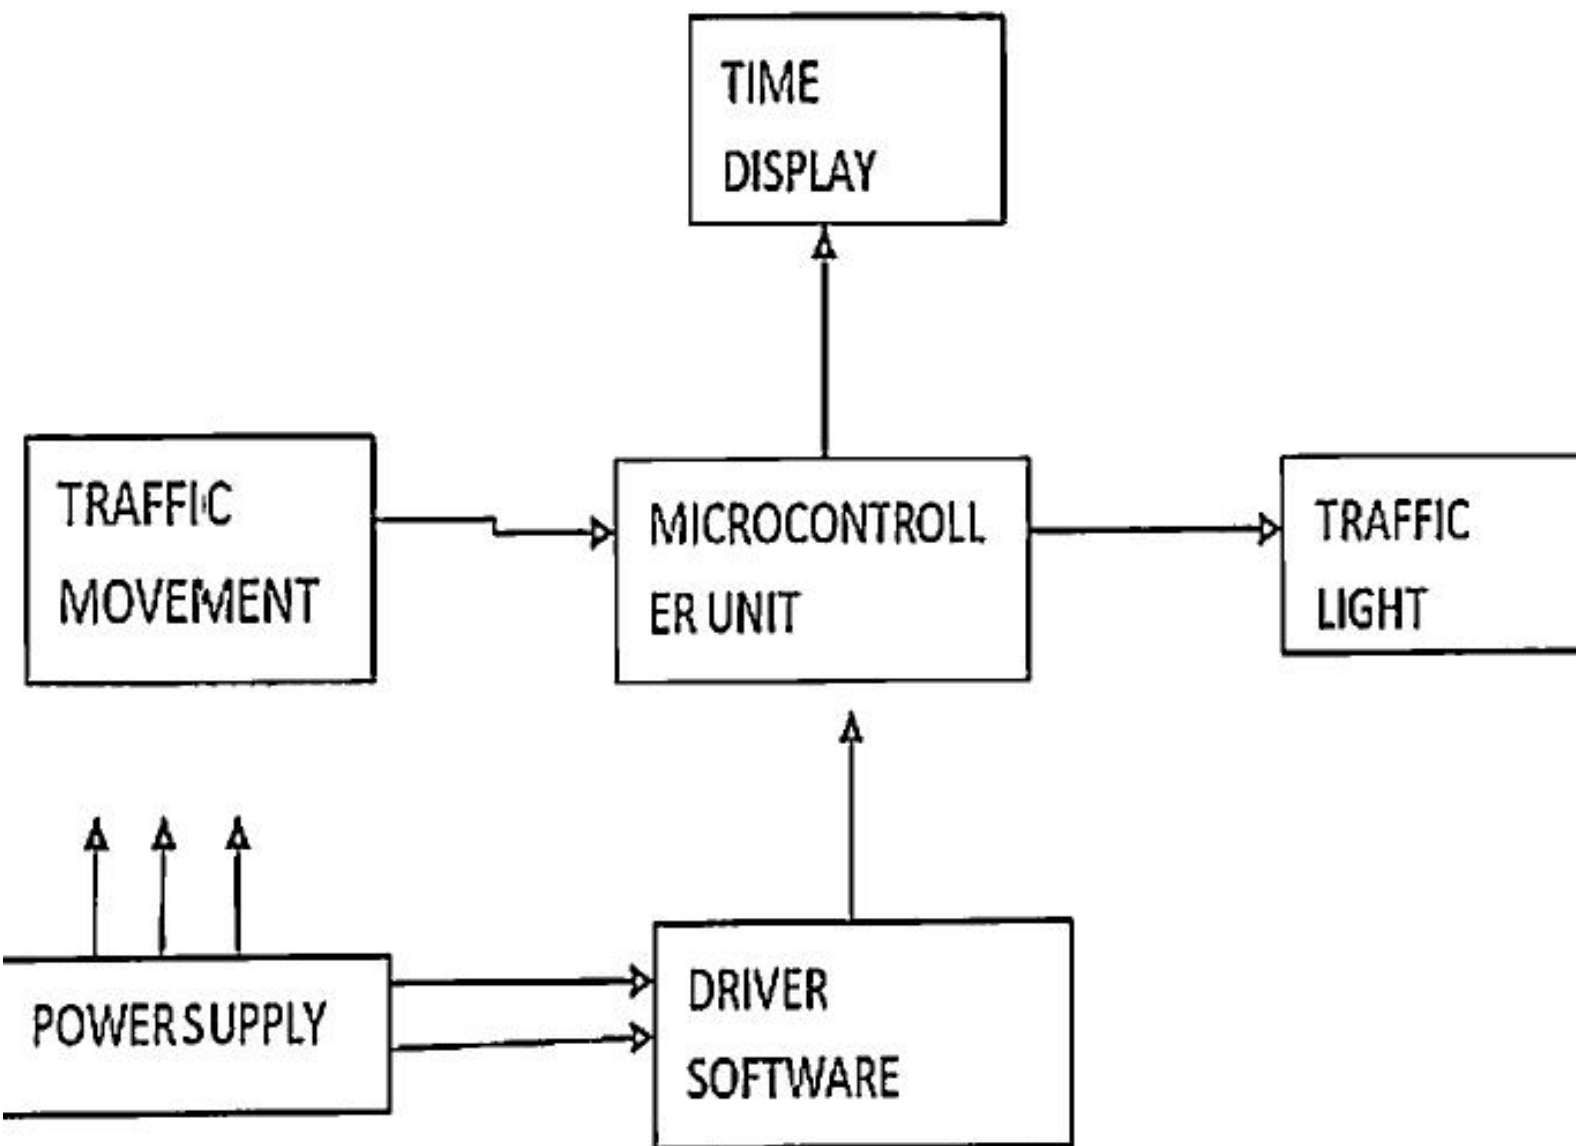 TIME
DISPLAY
TRAFFIC
MOVEMENT
MICROCONTROLL
ER UNIT
TRAFFIC
LIGHT
POWER SUPPLY
DRIVER
SOFTWARE